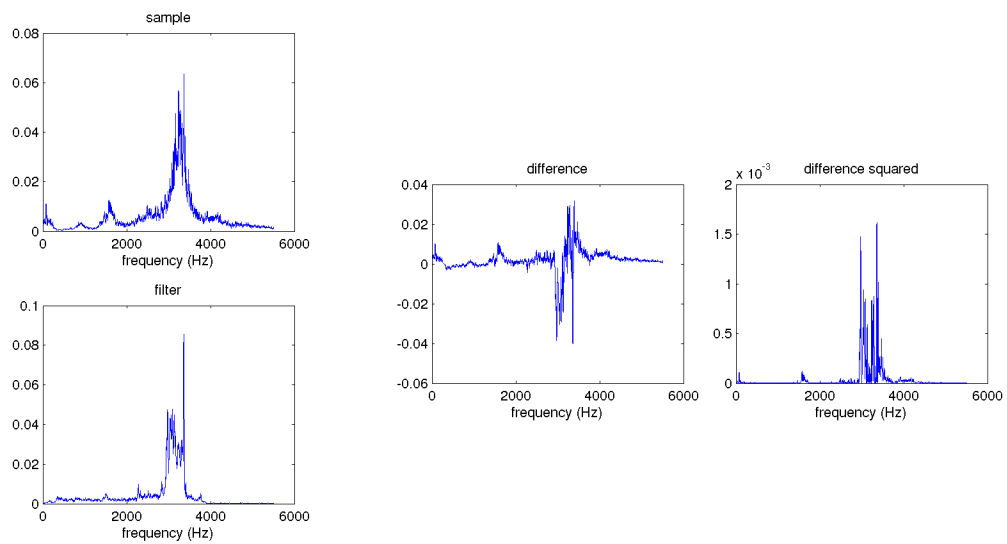 sample
0.08
0.06
0.04
0.02
0
0 2000 4000 6000
frequency (Hz)
filter
0.1
0.08
0.06
0.04
0.02
0
0 2000 4000 6000
frequency (Hz)
difference
0.04
0.02
0
-0.02
-0.04
-0.06
0 2000 4000 6000
frequency (Hz)
difference squared
x 10^-3
2
1.5
1
0.5
0
0 2000 4000 6000
frequency (Hz)